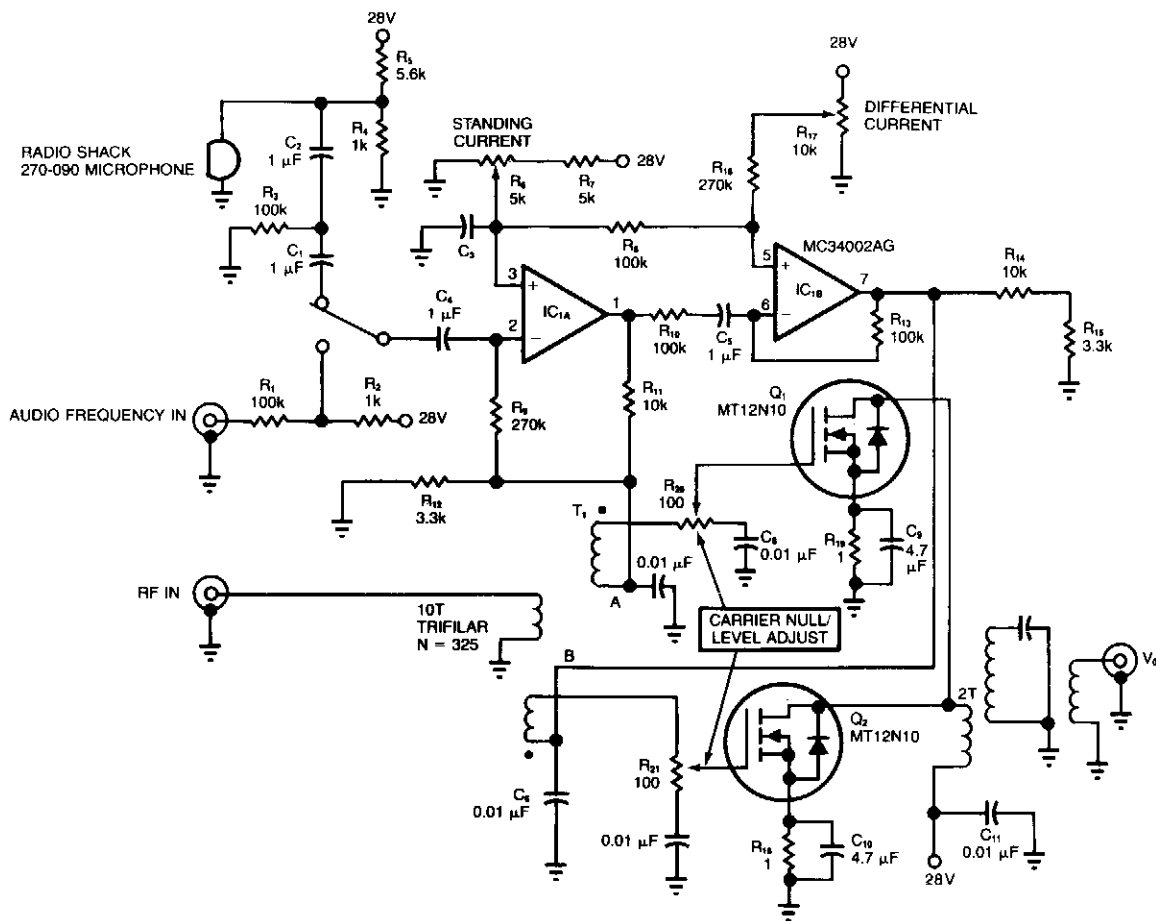 28V
R5
5.6k
C2
1 µF
R4
1k
RADIO SHACK
270-090 MICROPHONE
R3
100k
C1
1 µF
STANDING
CURRENT
28V
R6
5k
R7
5k
C3
R8
100k
28V
R17
10k
DIFFERENTIAL
CURRENT
R16
270k
MC34002AG
5
+
IC1B
6
−
7
R14
10k
R13
100k
R15
3.3k
C4
1 µF
3
+
IC1A
2
−
1
R10
100k
C5
1 µF
R11
10k
R9
270k
AUDIO FREQUENCY IN
R1
100k
R2
1k
28V
R12
3.3k
Q1
MT12N10
R20
100
T1
C8
0.01 µF
0.01 µF
A
R19
1
C9
4.7
µF
RF IN
10T
TRIFILAR
N = 325
CARRIER NULL/
LEVEL ADJUST
B
R21
100
C6
0.01 µF
0.01 µF
Q2
MT12N10
R18
1
C10
4.7 µF
2T
C11
0.01 µF
28V